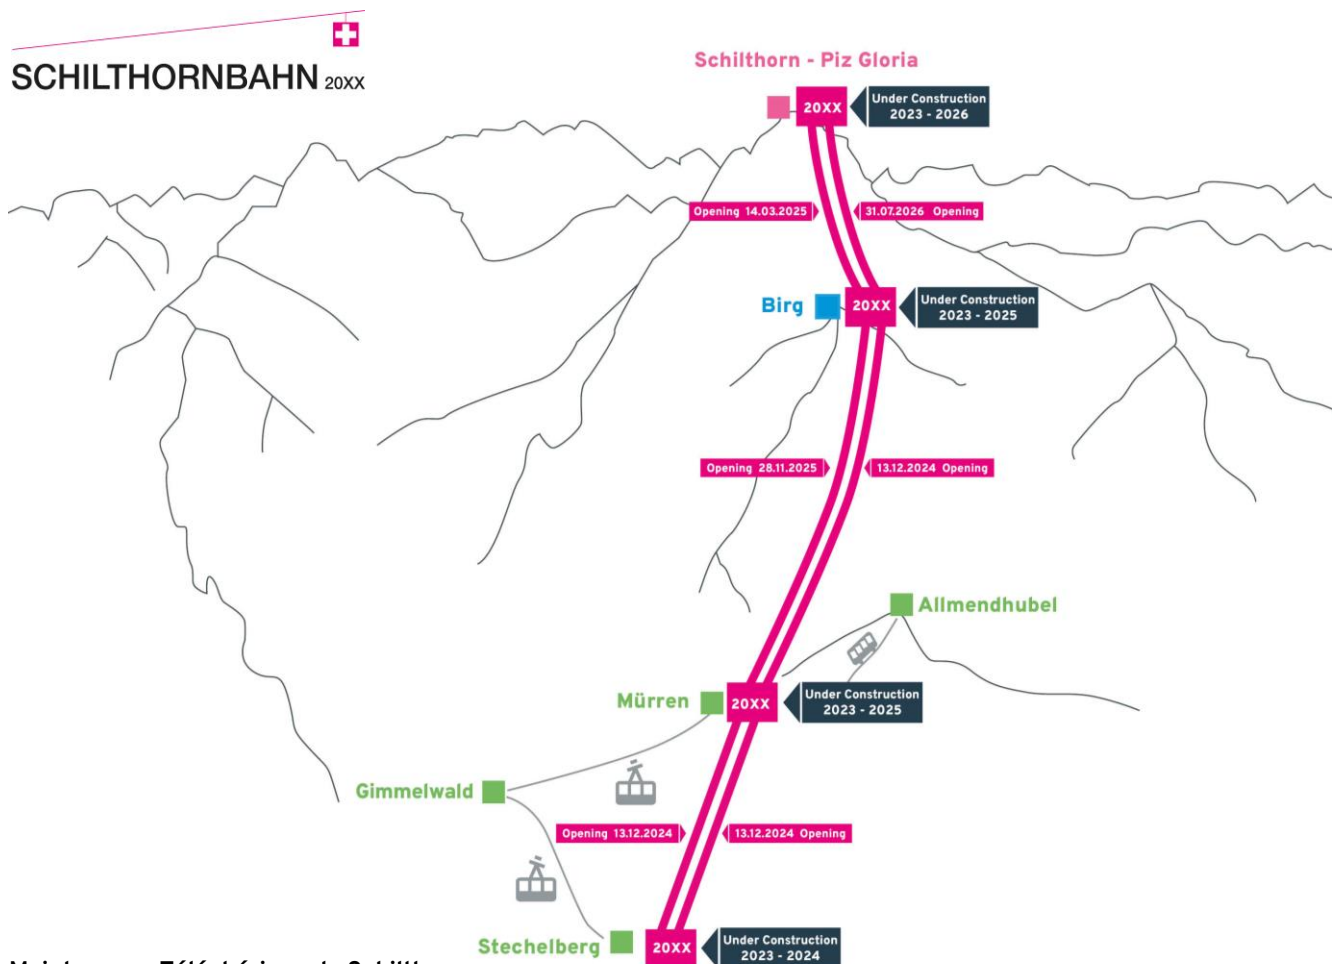 SCHILTHORNBAHN 20XX
Schilthorn - Piz Gloria
20XX
Under Construction
2023 - 2026
Opening 14.03.2025
31.07.2026 Opening
Birg
20XX
Under Construction
2023 - 2025
Opening 28.11.2025
13.12.2024 Opening
Allmendhubel
Mürren
20XX
Under Construction
2023 - 2025
Gimmelwald
Opening 13.12.2024
13.12.2024 Opening
Stechelberg
20XX
Under Construction
2023 - 2024